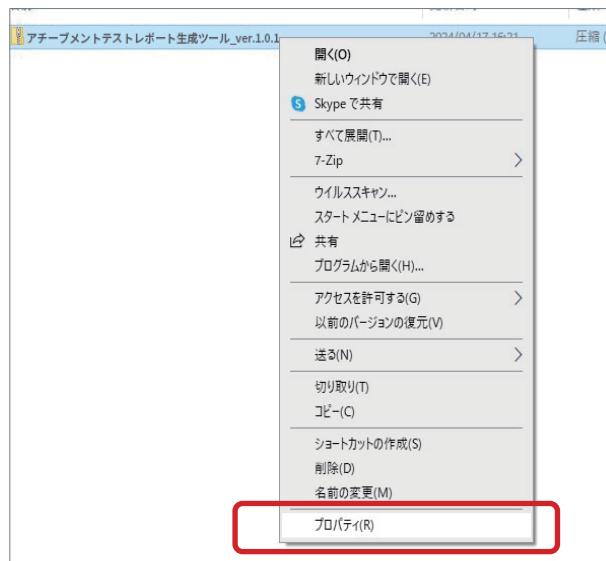 アチーブメントテストレポート生成ツール_ver.1.0.1
2024/04/17 16:21
圧縮 (
開く(O)
新しいウィンドウで開く(E)
Skype で共有
すべて展開(T)...
7-Zip
ウイルススキャン...
スタート メニューにピン留めする
共有
プログラムから開く(H)...
アクセスを許可する(G)
以前のバージョンの復元(V)
送る(N)
切り取り(T)
コピー(C)
ショートカットの作成(S)
削除(D)
名前の変更(M)
プロパティ(R)